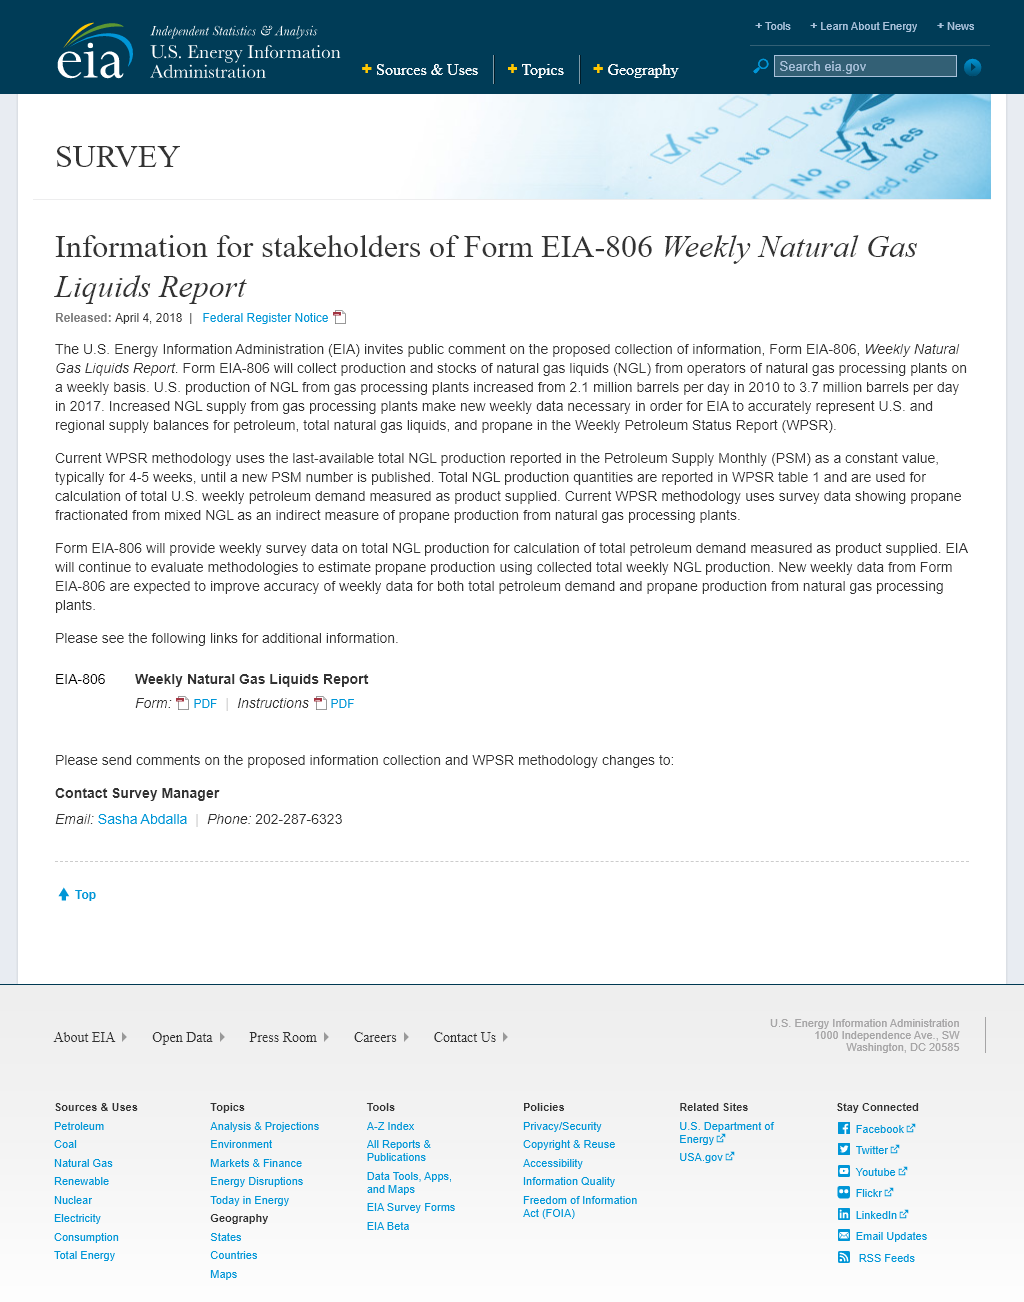 eia
Independent Statistics & Analysis
U.S. Energy Information
Administration
+ Sources & Uses
+ Topics
+ Geography
+ Tools
+ Learn About Energy
+ News
Search eia.gov
SURVEY
No
No
No
No
Yes
Yes
red, and
Information for stakeholders of Form EIA-806 Weekly Natural Gas
Liquids Report
Released: April 4, 2018 | Federal Register Notice
The U.S. Energy Information Administration (EIA) invites public comment on the proposed collection of information, Form EIA-806, Weekly Natural
Gas Liquids Report. Form EIA-806 will collect production and stocks of natural gas liquids (NGL) from operators of natural gas processing plants on
a weekly basis. U.S. production of NGL from gas processing plants increased from 2.1 million barrels per day in 2010 to 3.7 million barrels per day
in 2017. Increased NGL supply from gas processing plants make new weekly data necessary in order for EIA to accurately represent U.S. and
regional supply balances for petroleum, total natural gas liquids, and propane in the Weekly Petroleum Status Report (WPSR).
Current WPSR methodology uses the last-available total NGL production reported in the Petroleum Supply Monthly (PSM) as a constant value,
typically for 4-5 weeks, until a new PSM number is published. Total NGL production quantities are reported in WPSR table 1 and are used for
calculation of total U.S. weekly petroleum demand measured as product supplied. Current WPSR methodology uses survey data showing propane
fractionated from mixed NGL as an indirect measure of propane production from natural gas processing plants.
Form EIA-806 will provide weekly survey data on total NGL production for calculation of total petroleum demand measured as product supplied. EIA
will continue to evaluate methodologies to estimate propane production using collected total weekly NGL production. New weekly data from Form
EIA-806 are expected to improve accuracy of weekly data for both total petroleum demand and propane production from natural gas processing
plants.
Please see the following links for additional information.
EIA-806 Weekly Natural Gas Liquids Report
Form: PDF | Instructions PDF
Please send comments on the proposed information collection and WPSR methodology changes to:
Contact Survey Manager
Email: Sasha Abdalla | Phone: 202-287-6323
Top
About EIA
Open Data
Press Room
Careers
Contact Us
U.S. Energy Information Administration
1000 Independence Ave., SW
Washington, DC 20585
Sources & Uses
Petroleum
Coal
Natural Gas
Renewable
Nuclear
Electricity
Consumption
Total Energy
Topics
Analysis & Projections
Environment
Markets & Finance
Energy Disruptions
Today in Energy
Geography
States
Countries
Maps
Tools
A-Z Index
All Reports &
Publications
Data Tools, Apps,
and Maps
EIA Survey Forms
EIA Beta
Policies
Privacy/Security
Copyright & Reuse
Accessibility
Information Quality
Freedom of Information
Act (FOIA)
Related Sites
U.S. Department of
Energy
USA.gov
Stay Connected
Facebook
Twitter
Youtube
Flickr
LinkedIn
Email Updates
RSS Feeds